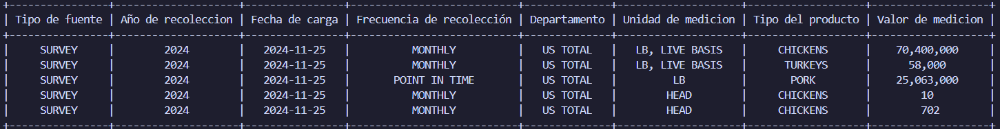 +----------------+-------------------+----------------+--------------------------+--------------+--------------------+-------------------+--------------------+
| Tipo de fuente | Año de recoleccion | Fecha de carga | Frecuencia de recolección | Departamento | Unidad de medicion | Tipo del producto | Valor de medicion |
+----------------+-------------------+----------------+--------------------------+--------------+--------------------+-------------------+--------------------+
| SURVEY | 2024 | 2024-11-25 | MONTHLY | US TOTAL | LB, LIVE BASIS | CHICKENS | 70,400,000 |
| SURVEY | 2024 | 2024-11-25 | MONTHLY | US TOTAL | LB, LIVE BASIS | TURKEYS | 58,000 |
| SURVEY | 2024 | 2024-11-25 | POINT IN TIME | US TOTAL | LB | PORK | 25,063,000 |
| SURVEY | 2024 | 2024-11-25 | MONTHLY | US TOTAL | HEAD | CHICKENS | 10 |
| SURVEY | 2024 | 2024-11-25 | MONTHLY | US TOTAL | HEAD | CHICKENS | 702 |
+----------------+-------------------+----------------+--------------------------+--------------+--------------------+-------------------+--------------------+